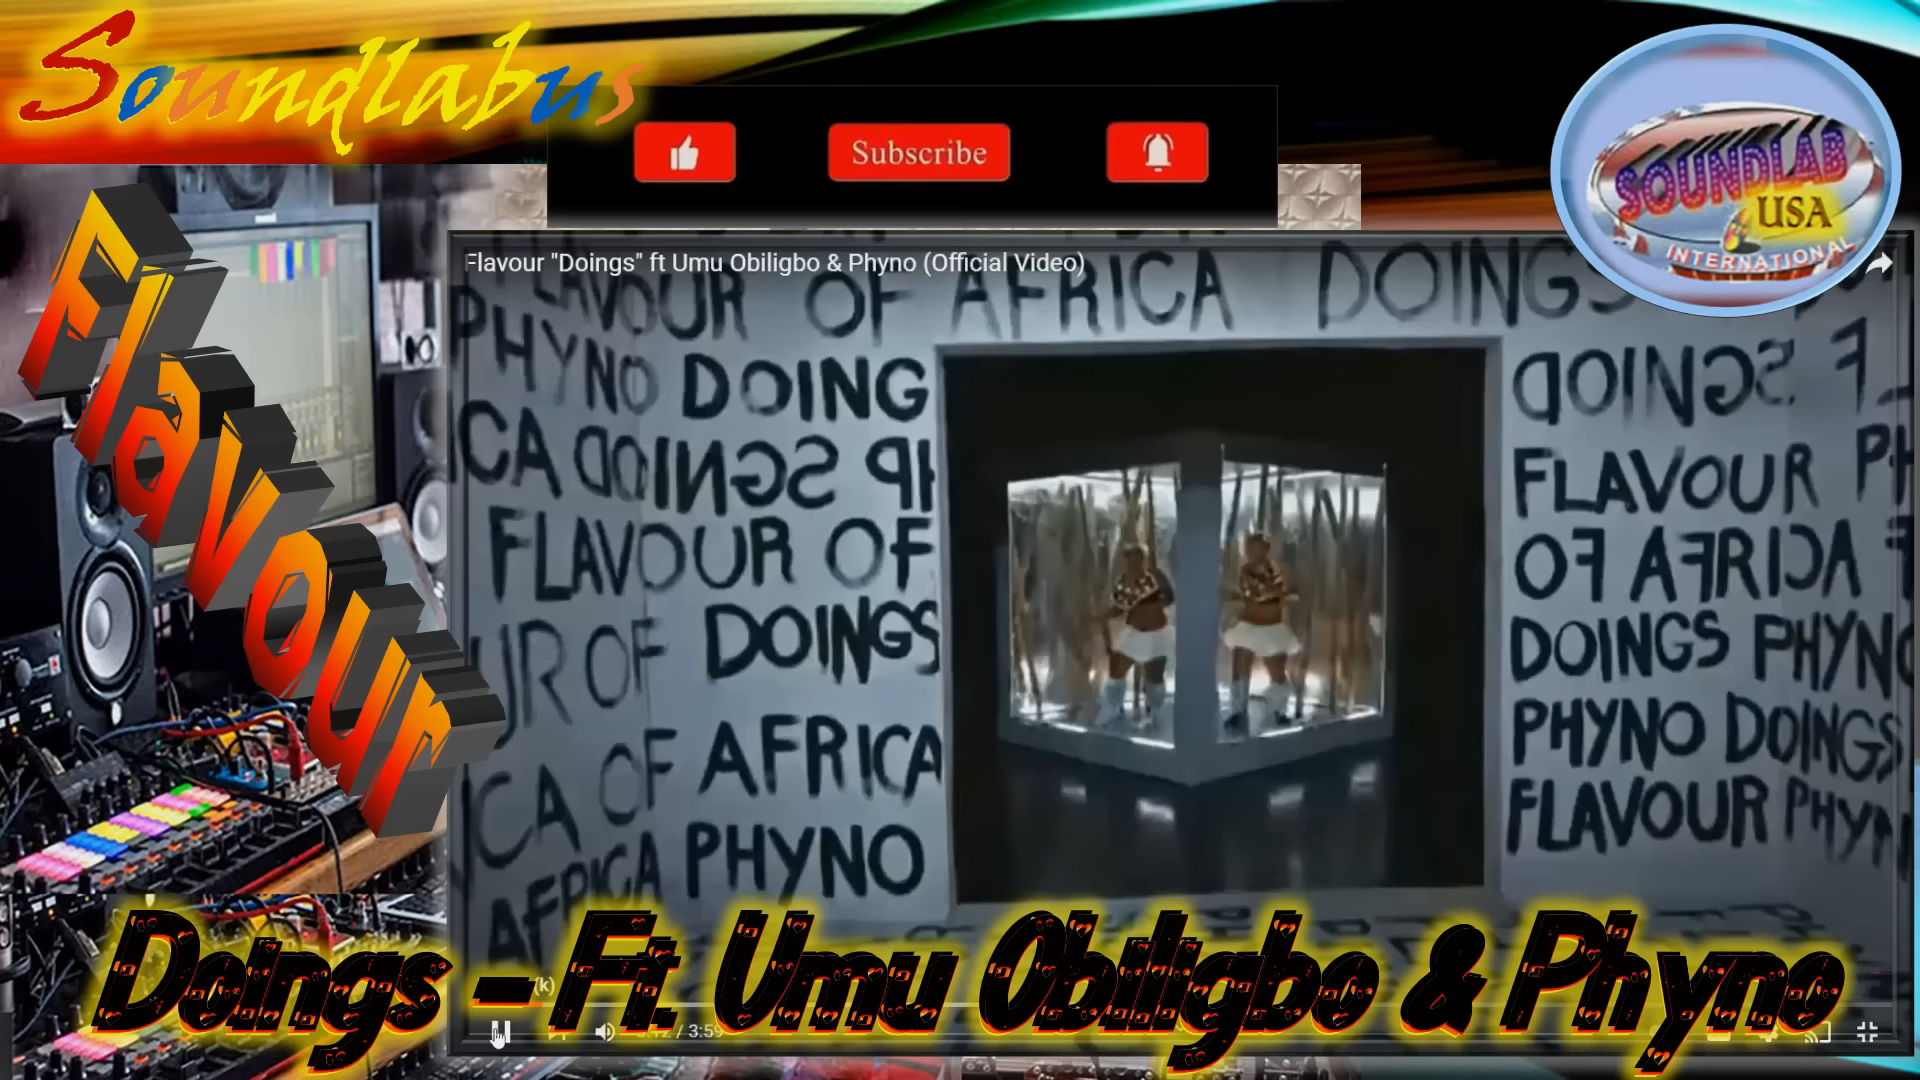 Soundlabus
Subscribe
SOUNDLAB
USA
INTERNATIONAL
Flavour
Flavour "Doings" ft Umu Obiligbo & Phyno (Official Video)
FLAVOUR OF AFRICA DOINGS
PHYNO DOING
CA DOINGS PH
FLAVOUR OF
UR OF DOINGS
ICA OF AFRICA
AFRICA PHYNO
DOINGS F
FLAVOUR PH
OF AFRICA
DOINGS PHYNO
PHYNO DOINGS
FLAVOUR PHYN
(k)
/ 3:59
Doings - Ft. Umu Obiligbo & Phyno